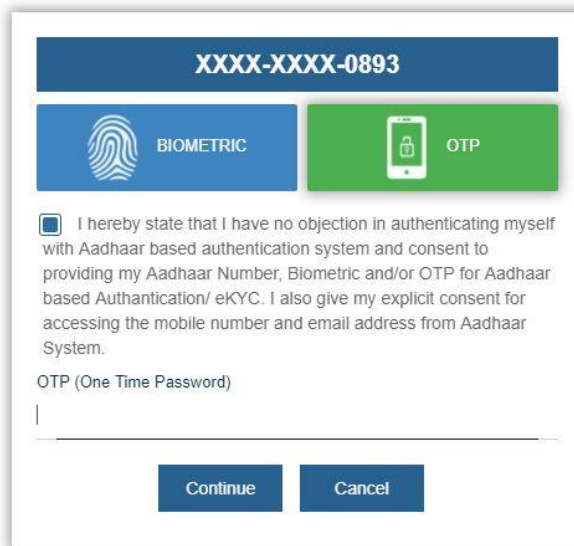 XXXX-XXXX-0893
BIOMETRIC
OTP
I hereby state that I have no objection in authenticating myself
with Aadhaar based authentication system and consent to
providing my Aadhaar Number, Biometric and/or OTP for Aadhaar
based Authantication/ eKYC. I also give my explicit consent for
accessing the mobile number and email address from Aadhaar
System.
OTP (One Time Password)
Continue
Cancel